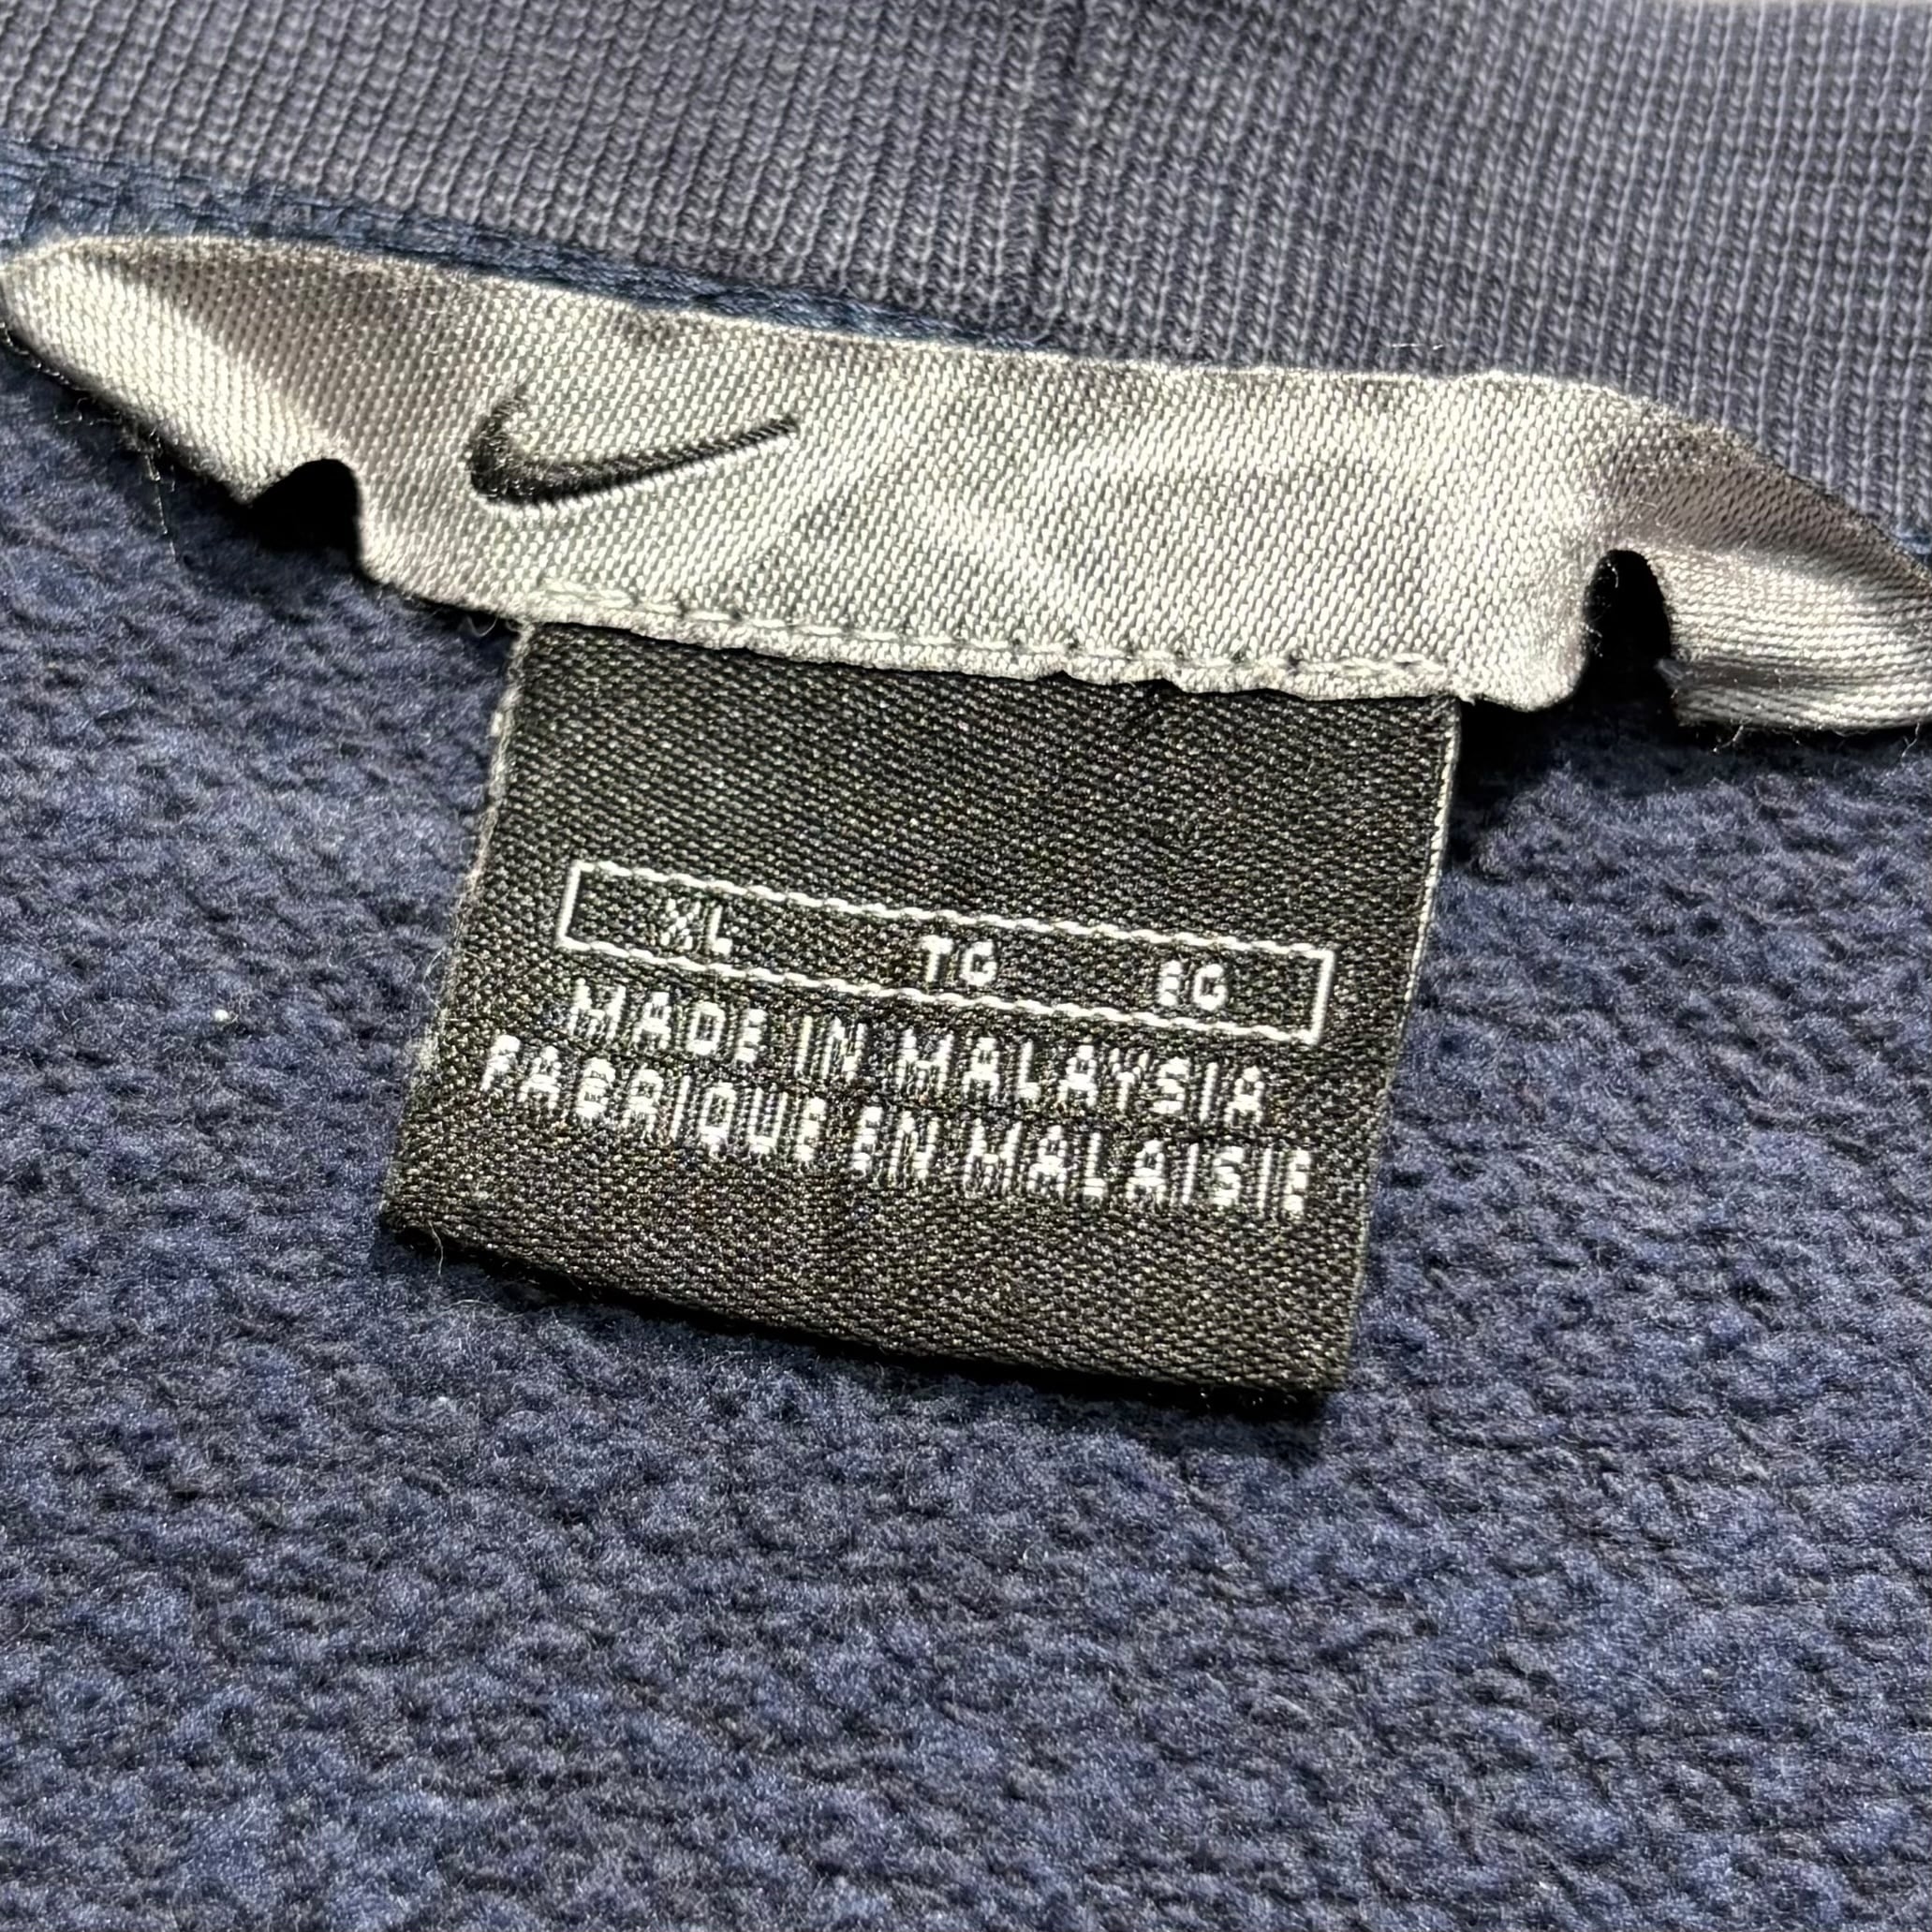 XL TG EG
MADE IN MALAYSIA
FABRIQUE EN MALAISIE